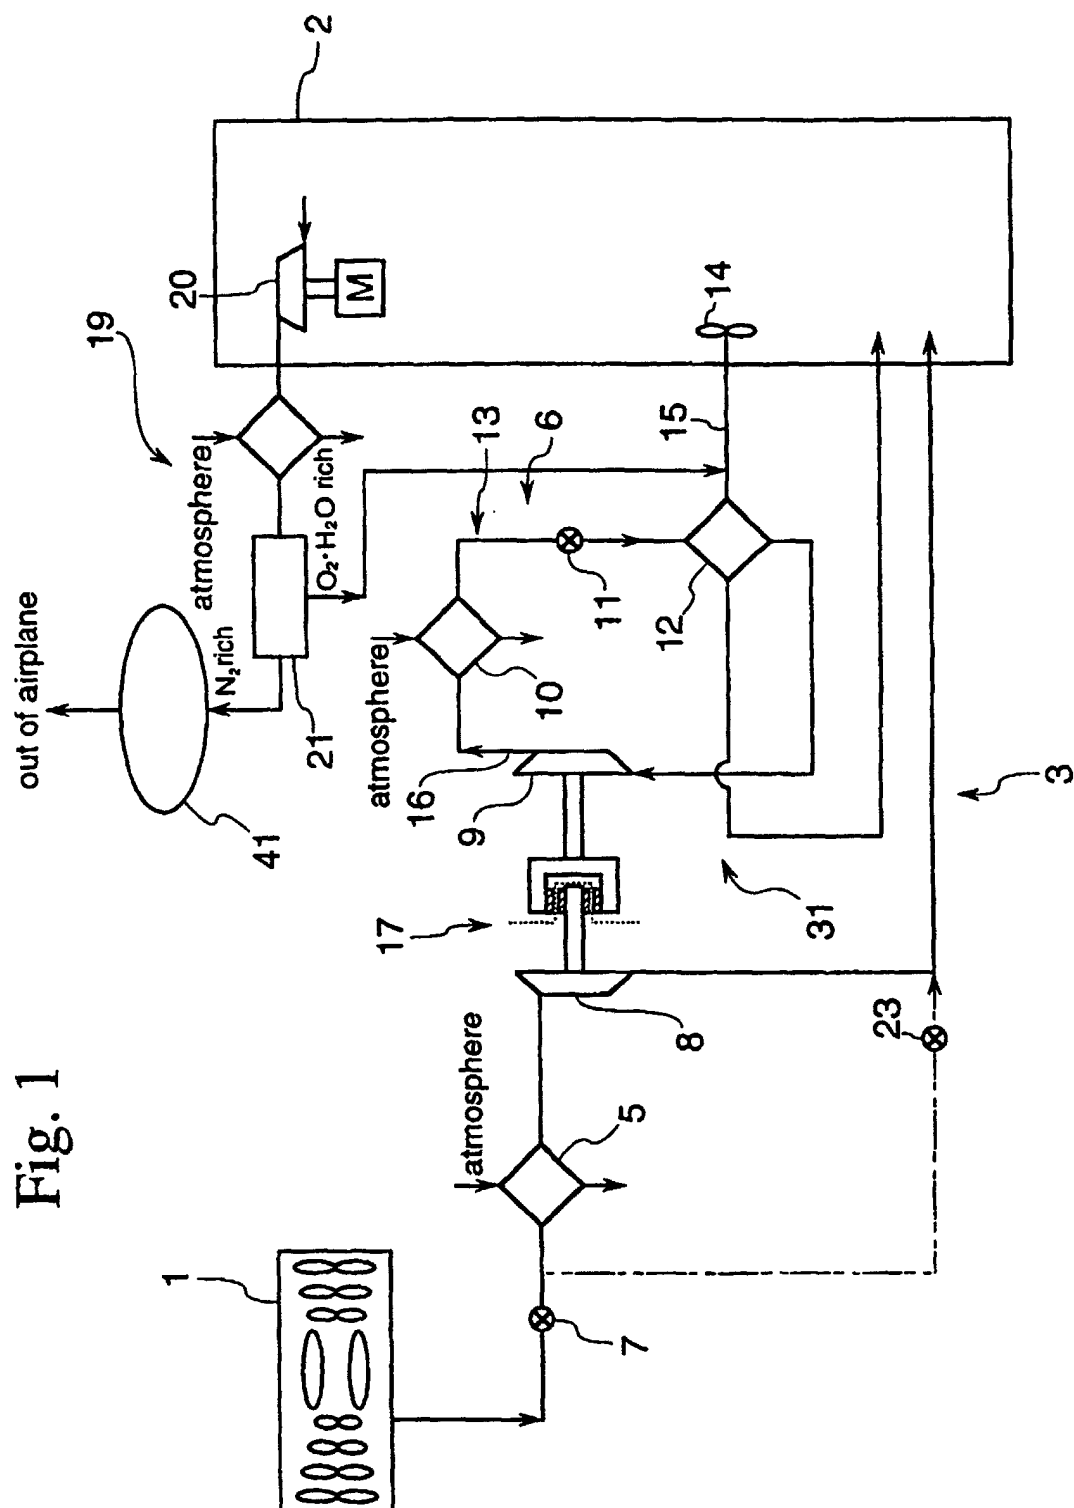 Fig. 1
out of airplane
41
N₂ rich
21
atmosphere
19
20
M
2
O₂・H₂O rich
atmosphere
10
16
9
13
6
11
12
15
14
17
31
3
8
23
atmosphere
5
7
1